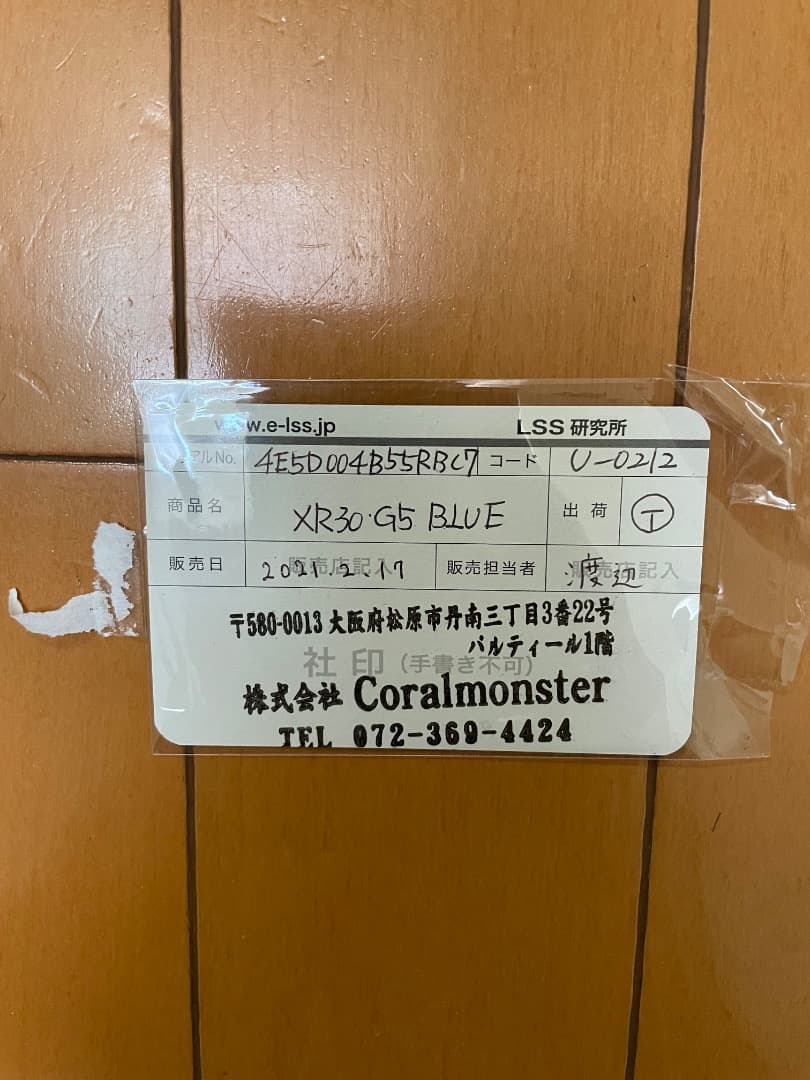 www.e-lss.jp LSS 研究所
シリアルNo. 4E5D004B55RBC7 コード U-0212
商品名 XR30・G5 BLUE 出荷 T
販売日 販売店記入 2021.2.17 販売担当者 販売店記入 渡辺
〒580-0013 大阪府松原市丹南三丁目3番22号
パルティール1階
社印（手書き不可）
株式会社 Coralmonster
TEL 072-369-4424